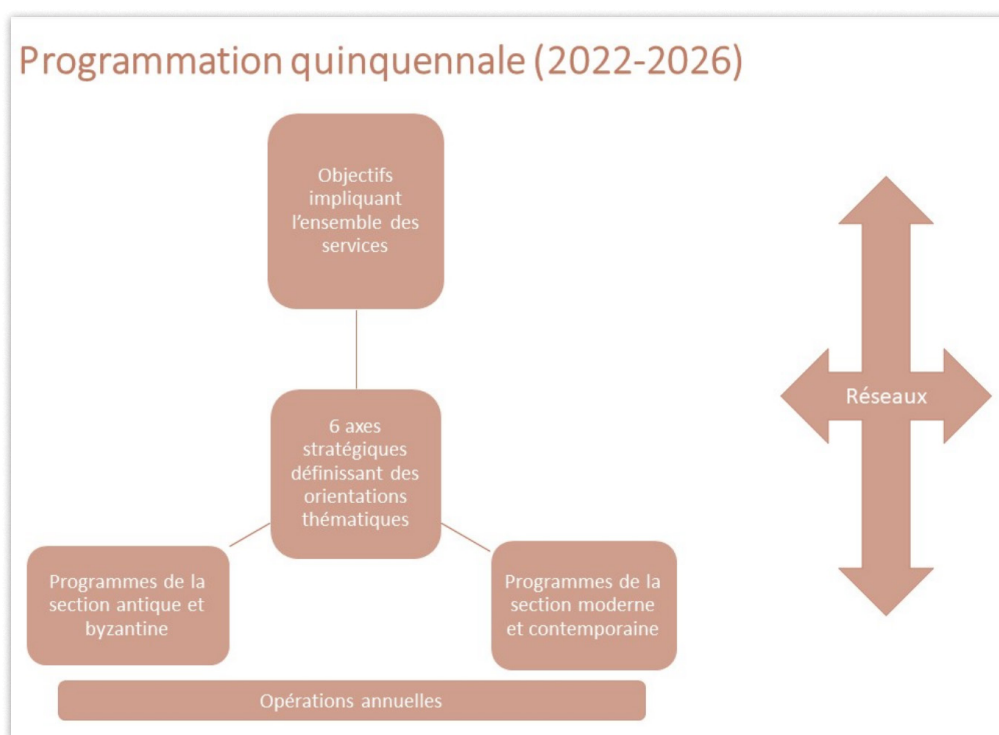 Programmation quinquennale (2022-2026)
Objectifs
impliquant
l'ensemble des
services
Réseaux
6 axes
stratégiques
définissant des
orientations
thématiques
Programmes de la
section antique et
byzantine
Programmes de la
section moderne
et contemporaine
Opérations annuelles